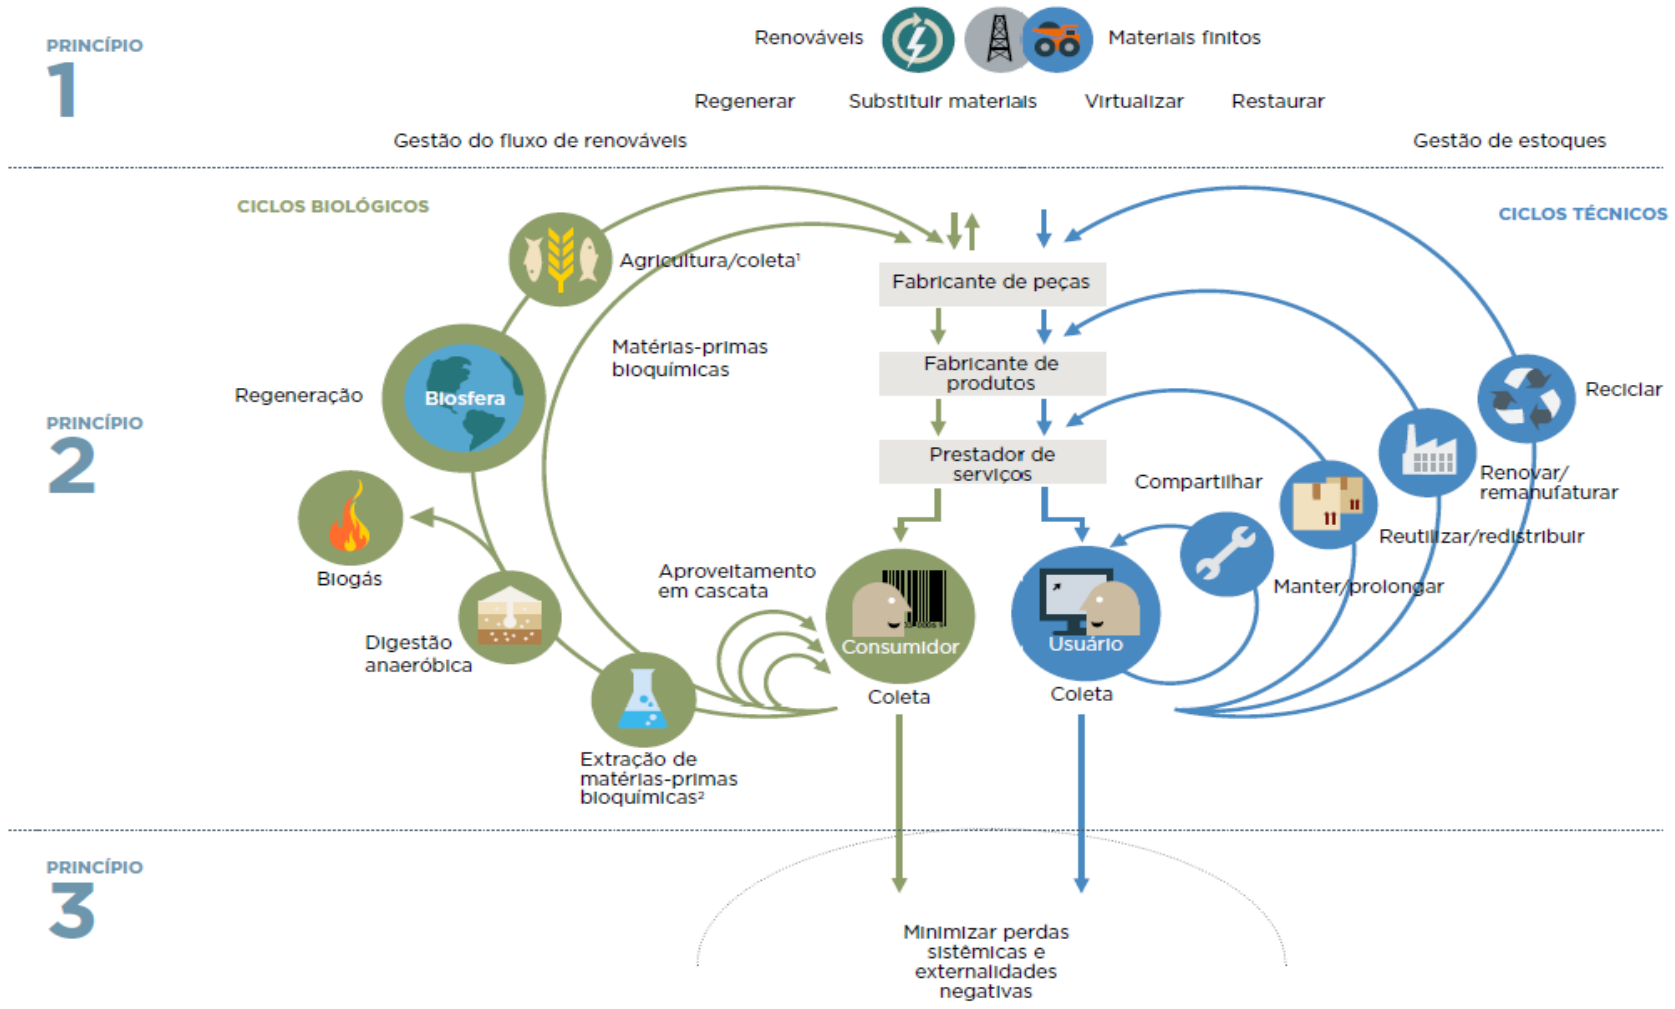 PRINCÍPIO
1
Renováveis
Materiais finitos
Regenerar
Substituir materiais
Virtualizar
Restaurar
Gestão do fluxo de renováveis
Gestão de estoques
CICLOS BIOLÓGICOS
CICLOS TÉCNICOS
Agricultura/coleta¹
Fabricante de peças
Matérias-primas
bioquímicas
Fabricante de
produtos
PRINCÍPIO
2
Regeneração
Biosfera
Reciclar
Prestador de
serviços
Compartilhar
Renovar/
remanufaturar
Reutilizar/redistribuir
Biogás
Aproveitamento
em cascata
Manter/prolongar
Digestão
anaeróbica
Consumidor
Usuário
Coleta
Coleta
Extração de
matérias-primas
bioquímicas²
PRINCÍPIO
3
Minimizar perdas
sistêmicas e
externalidades
negativas